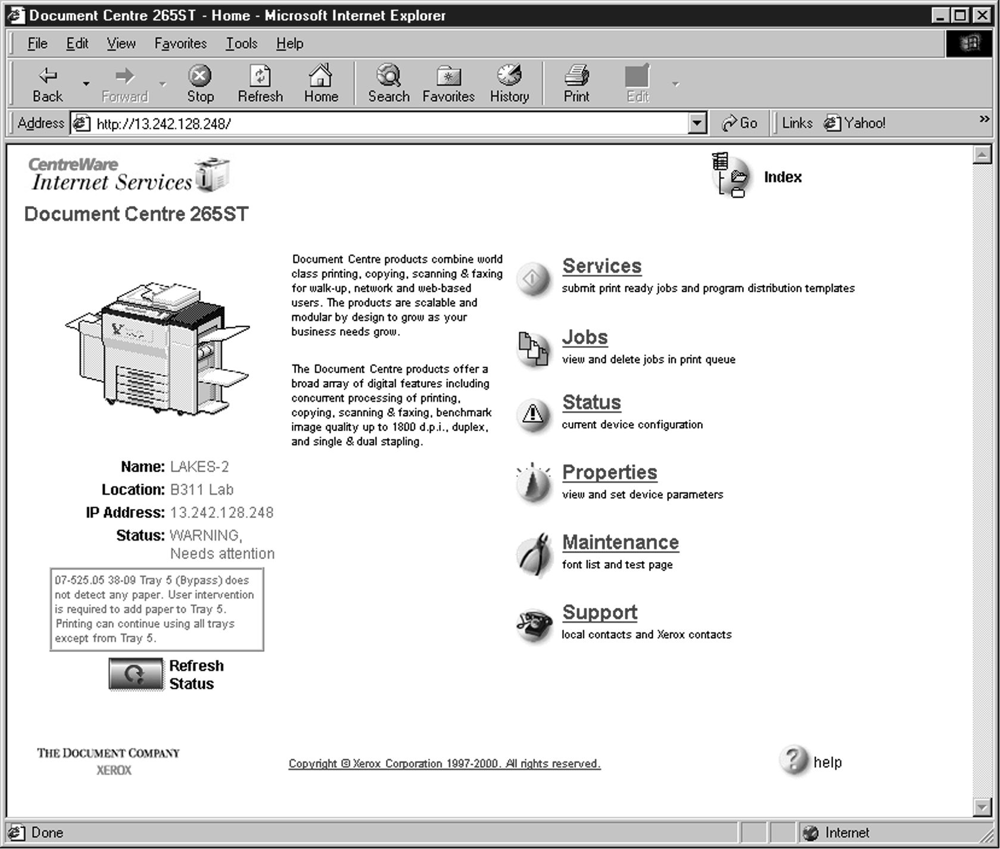 Document Centre 265ST - Home - Microsoft Internet Explorer
File Edit View Favorites Tools Help
Back Forward Stop Refresh Home Search Favorites History Print Edit
Address http://13.242.128.248/ Go Links Yahoo! »
CentreWare
Internet Services
Index
Document Centre 265ST
Document Centre products combine world
class printing, copying, scanning & faxing
for walk-up, network and web-based
users. The products are scalable and
modular by design to grow as your
business needs grow.
The Document Centre products offer a
broad array of digital features including
concurrent processing of printing,
copying, scanning & faxing, benchmark
image quality up to 1800 d.p.i., duplex,
and single & dual stapling.
Services
submit print ready jobs and program distribution templates
Jobs
view and delete jobs in print queue
Status
current device configuration
Properties
view and set device parameters
Maintenance
font list and test page
Support
local contacts and Xerox contacts
Name: LAKES-2
Location: B311 Lab
IP Address: 13.242.128.248
Status: WARNING,
Needs attention
07-525.05 38-09 Tray 5 (Bypass) does
not detect any paper. User intervention
is required to add paper to Tray 5.
Printing can continue using all trays
except from Tray 5.
Refresh
Status
THE DOCUMENT COMPANY
XEROX
Copyright © Xerox Corporation 1997-2000. All rights reserved.
help
Done
Internet